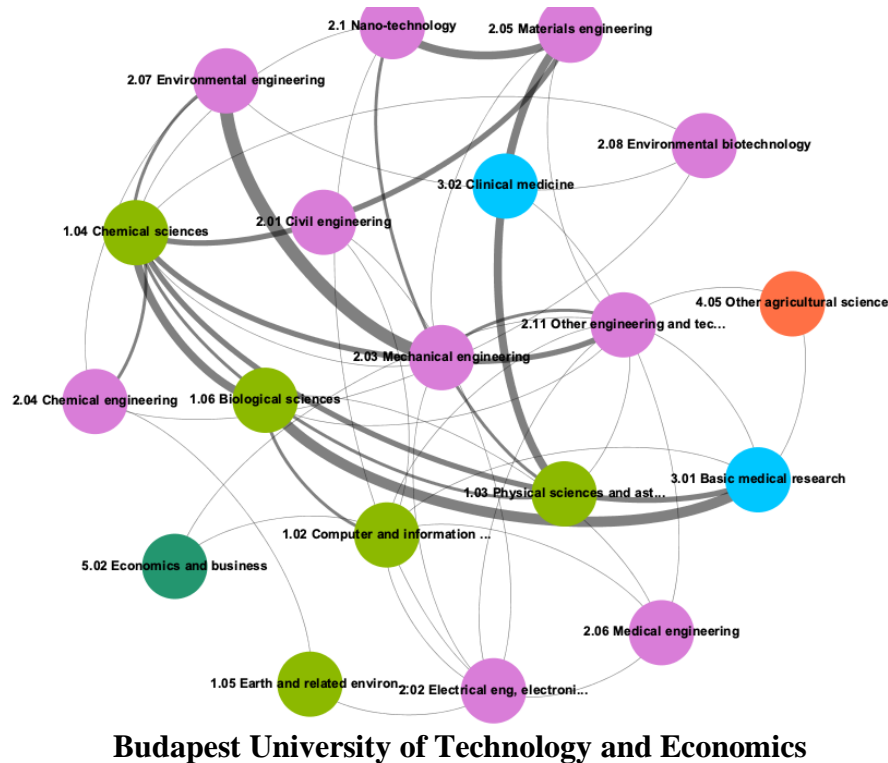 2.1 Nano-technology
2.05 Materials engineering
2.07 Environmental engineering
2.08 Environmental biotechnology
3.02 Clinical medicine
2.01 Civil engineering
1.04 Chemical sciences
4.05 Other agricultural science
2.11 Other engineering and tec...
2.03 Mechanical engineering
2.04 Chemical engineering
1.06 Biological sciences
3.01 Basic medical research
1.03 Physical sciences and ast...
1.02 Computer and information ...
5.02 Economics and business
2.06 Medical engineering
1.05 Earth and related environ...
2.02 Electrical eng, electroni...
Budapest University of Technology and Economics